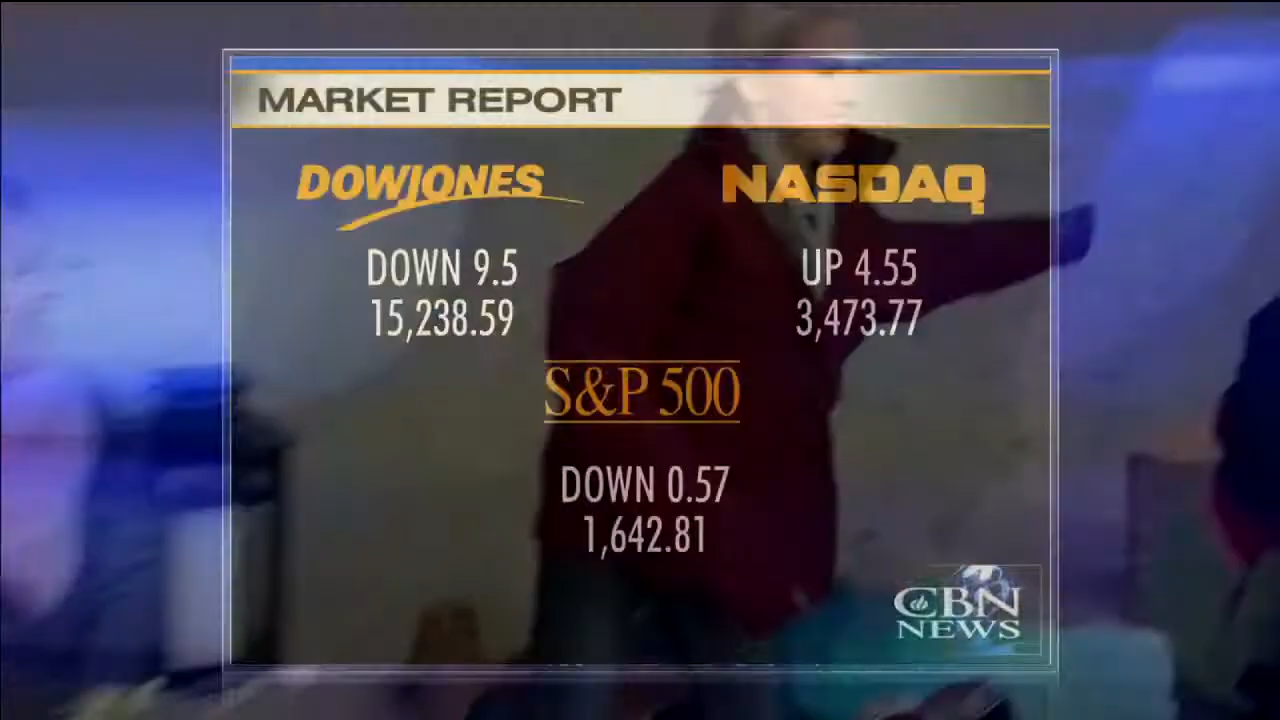 MARKET REPORT
DOWJONES
DOWN 9.5
15,238.59
NASDAQ
UP 4.55
3,473.77
S&P 500
DOWN 0.57
1,642.81
CBN
NEWS